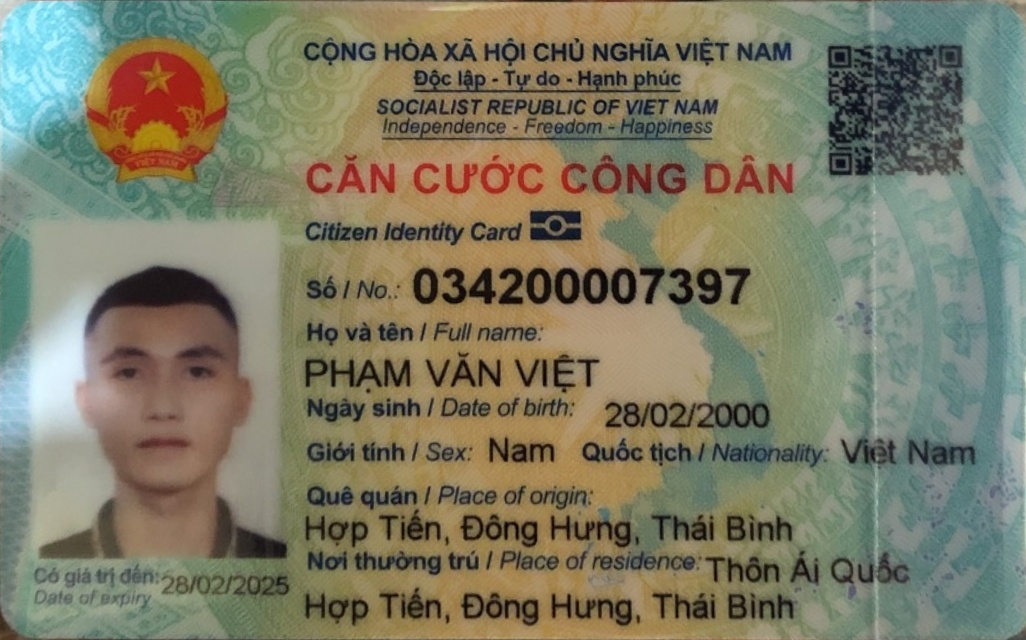 CỘNG HÒA XÃ HỘI CHỦ NGHĨA VIỆT NAM
Độc lập - Tự do - Hạnh phúc
SOCIALIST REPUBLIC OF VIET NAM
Independence - Freedom - Happiness
CĂN CƯỚC CÔNG DÂN
Citizen Identity Card
Số / No.: 034200007397
Họ và tên / Full name:
PHẠM VĂN VIỆT
Ngày sinh / Date of birth: 28/02/2000
Giới tính / Sex: Nam Quốc tịch / Nationality: Việt Nam
Quê quán / Place of origin:
Hợp Tiến, Đông Hưng, Thái Bình
Nơi thường trú / Place of residence: Thôn Ái Quốc
Hợp Tiến, Đông Hưng, Thái Bình
Có giá trị đến: 28/02/2025
Date of expiry
VIỆT NAM